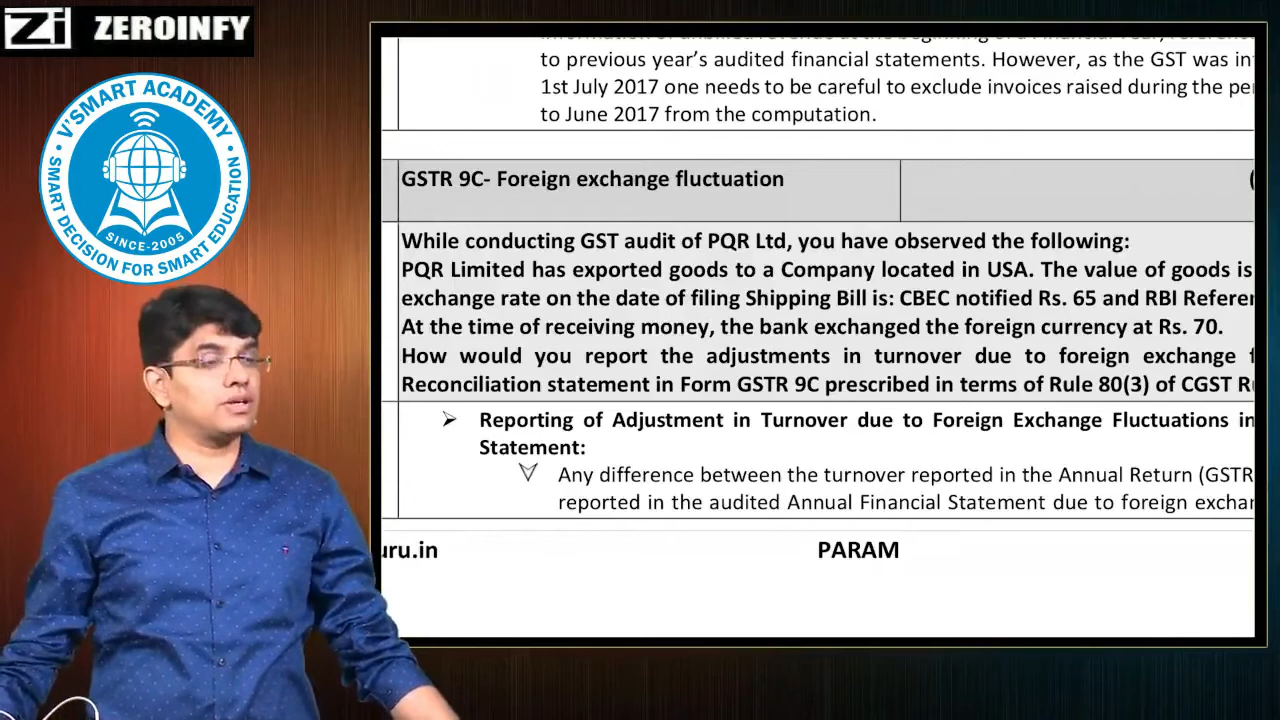 Zi ZEROINFY
V'SMART ACADEMY
SMART DECISION FOR SMART EDUCATION
SINCE-2005
to previous year's audited financial statements. However, as the GST was in
1st July 2017 one needs to be careful to exclude invoices raised during the pe
to June 2017 from the computation.
GSTR 9C- Foreign exchange fluctuation
While conducting GST audit of PQR Ltd, you have observed the following:
PQR Limited has exported goods to a Company located in USA. The value of goods is
exchange rate on the date of filing Shipping Bill is: CBEC notified Rs. 65 and RBI Refere
At the time of receiving money, the bank exchanged the foreign currency at Rs. 70.
How would you report the adjustments in turnover due to foreign exchange
Reconciliation statement in Form GSTR 9C prescribed in terms of Rule 80(3) of CGST
Reporting of Adjustment in Turnover due to Foreign Exchange Fluctuations in
Statement:
Any difference between the turnover reported in the Annual Return (GSTR
reported in the audited Annual Financial Statement due to foreign exchan
uru.in PARAM